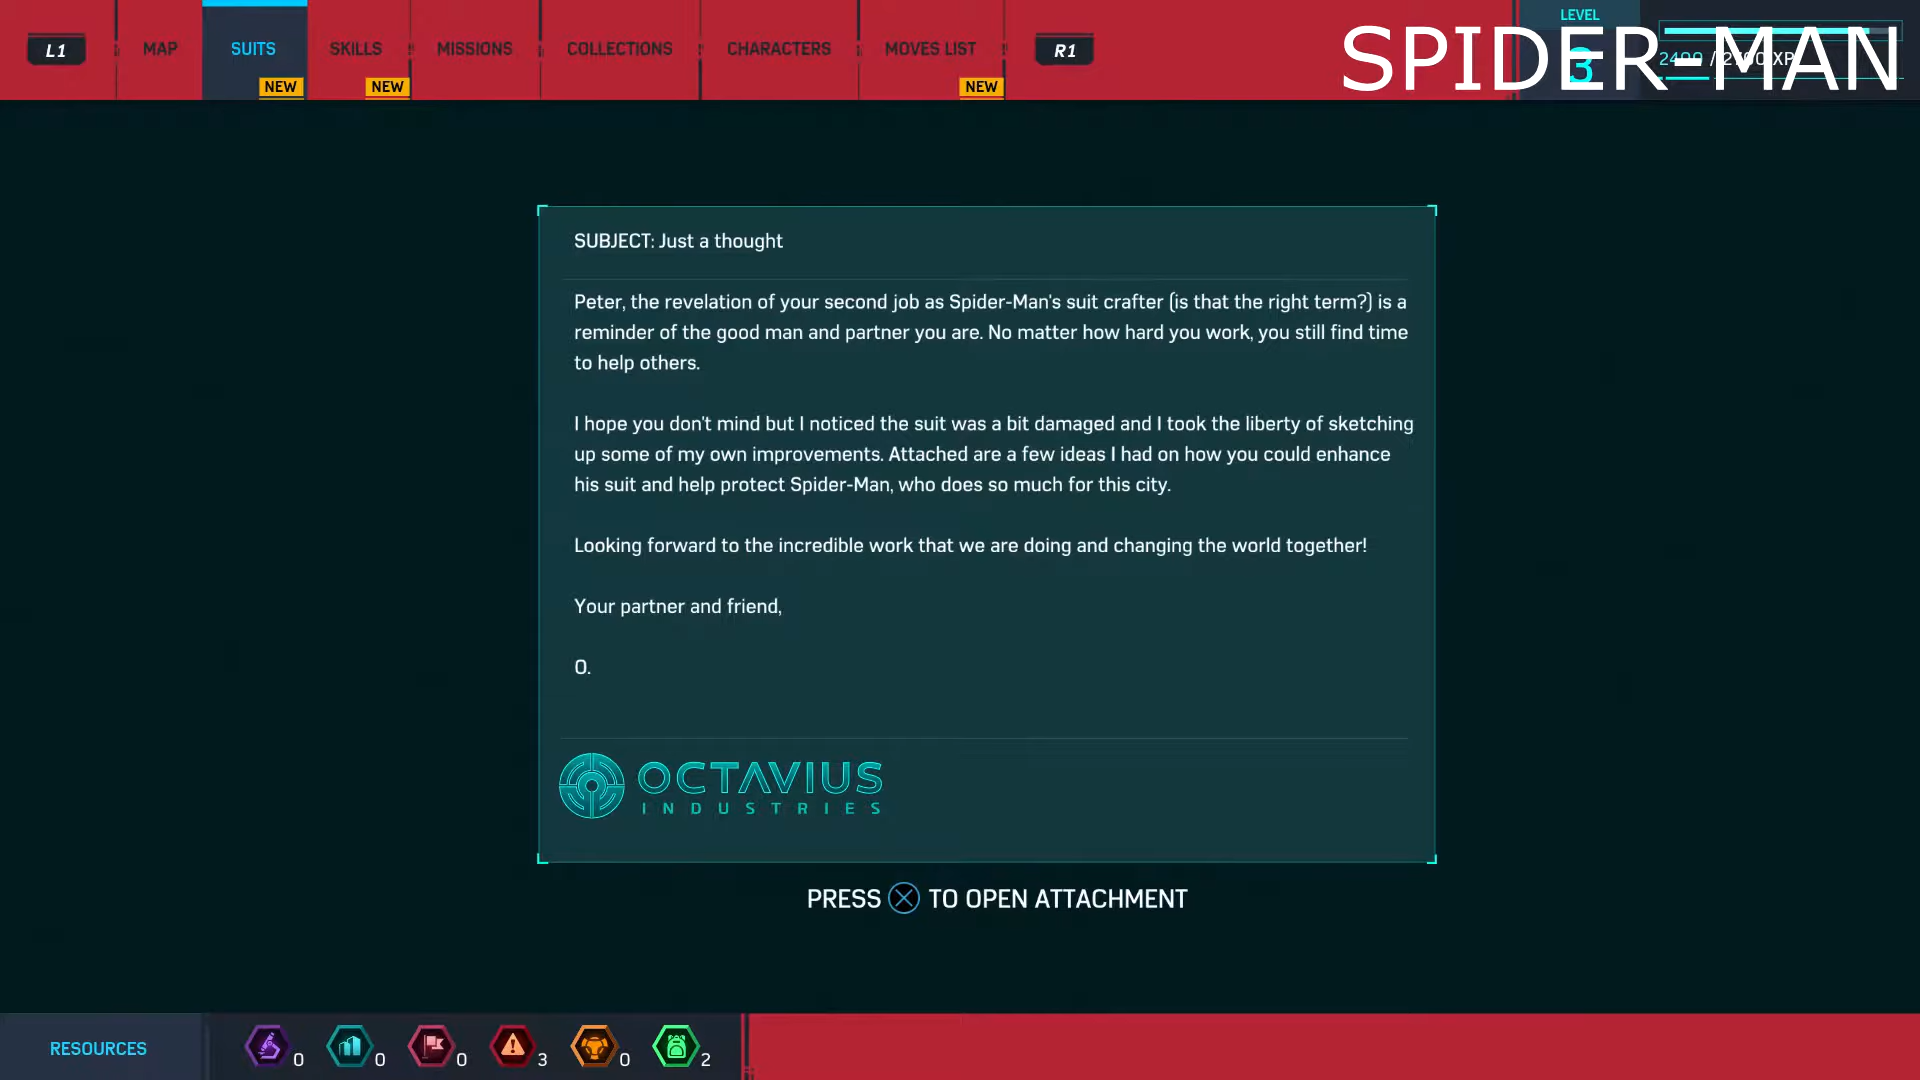 L1 MAP SUITS SKILLS MISSIONS COLLECTIONS CHARACTERS MOVES LIST R1
NEW NEW NEW
LEVEL
3
SPIDER-MAN
SUBJECT: Just a thought
Peter, the revelation of your second job as Spider-Man's suit crafter (is that the right term?) is a
reminder of the good man and partner you are. No matter how hard you work, you still find time
to help others.
I hope you don't mind but I noticed the suit was a bit damaged and I took the liberty of sketching
up some of my own improvements. Attached are a few ideas I had on how you could enhance
his suit and help protect Spider-Man, who does so much for this city.
Looking forward to the incredible work that we are doing and changing the world together!
Your partner and friend,
O.
OCTAVIUS
INDUSTRIES
PRESS TO OPEN ATTACHMENT
RESOURCES 0 0 0 3 0 2